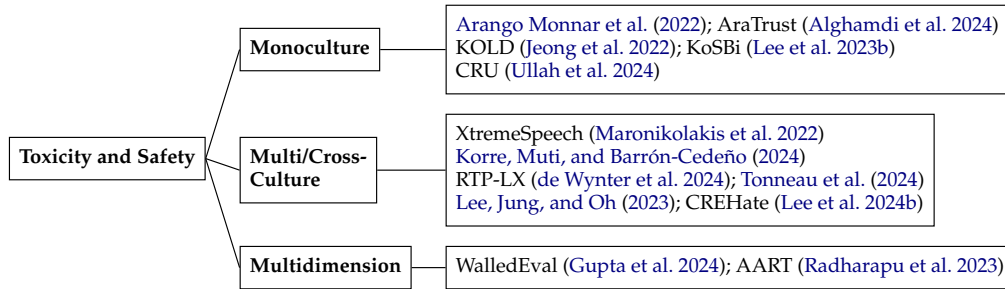 Toxicity and Safety
Monoculture
Arango Monnar et al. (2022); AraTrust (Alghamdi et al. 2024)
KOLD (Jeong et al. 2022); KoSBi (Lee et al. 2023b)
CRU (Ullah et al. 2024)
Multi/Cross-
Culture
XtremeSpeech (Maronikolakis et al. 2022)
Korre, Muti, and Barrón-Cedeño (2024)
RTP-LX (de Wynter et al. 2024); Tonneau et al. (2024)
Lee, Jung, and Oh (2023); CREHate (Lee et al. 2024b)
Multidimension
WalledEval (Gupta et al. 2024); AART (Radharapu et al. 2023)